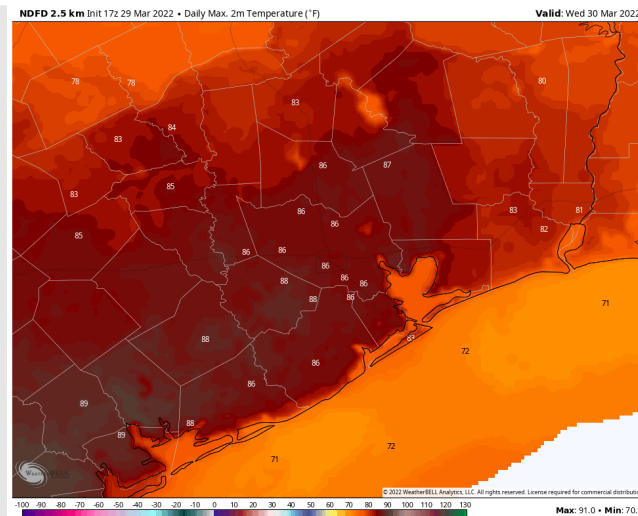 NDFD 2.5 km Init 17z 29 Mar 2022 • Daily Max. 2m Temperature (°F)
Valid: Wed 30 Mar 2022
78 78 80
83
84
83
86 87
85
83
86 83 81
86 82
85
86 86
86
86
88 86
88 86
71
88 83
72
86
86
89
88
89
72
71
WeatherBELL
© 2022 WeatherBELL Analytics, LLC. All rights reserved. License required for commercial distributio
-100 -90 -80 -70 -60 -50 -40 -30 -20 -10 0 10 20 30 40 50 60 70 80 90 100 110 120 130
Max: 91.0 • Min: 70.